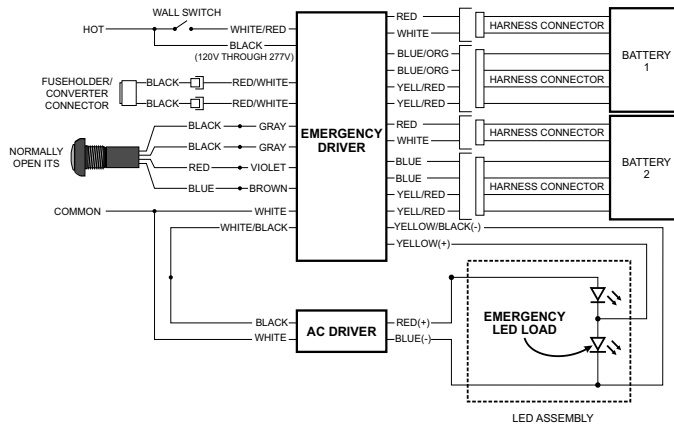 WALL SWITCH
HOT
WHITE/RED
BLACK
(120V THROUGH 277V)
FUSEHOLDER/
CONVERTER
CONNECTOR
BLACK
RED/WHITE
BLACK
RED/WHITE
NORMALLY
OPEN ITS
BLACK
GRAY
BLACK
GRAY
RED
VIOLET
BLUE
BROWN
COMMON
WHITE
WHITE/BLACK
EMERGENCY
DRIVER
RED
WHITE
HARNESS CONNECTOR
BLUE/ORG
BLUE/ORG
YELL/RED
YELL/RED
HARNESS CONNECTOR
BATTERY
1
RED
WHITE
HARNESS CONNECTOR
BLUE
BLUE
YELL/RED
YELL/RED
HARNESS CONNECTOR
BATTERY
2
YELLOW/BLACK(-)
YELLOW(+)
BLACK
WHITE
AC DRIVER
RED(+)
BLUE(-)
EMERGENCY
LED LOAD
LED ASSEMBLY